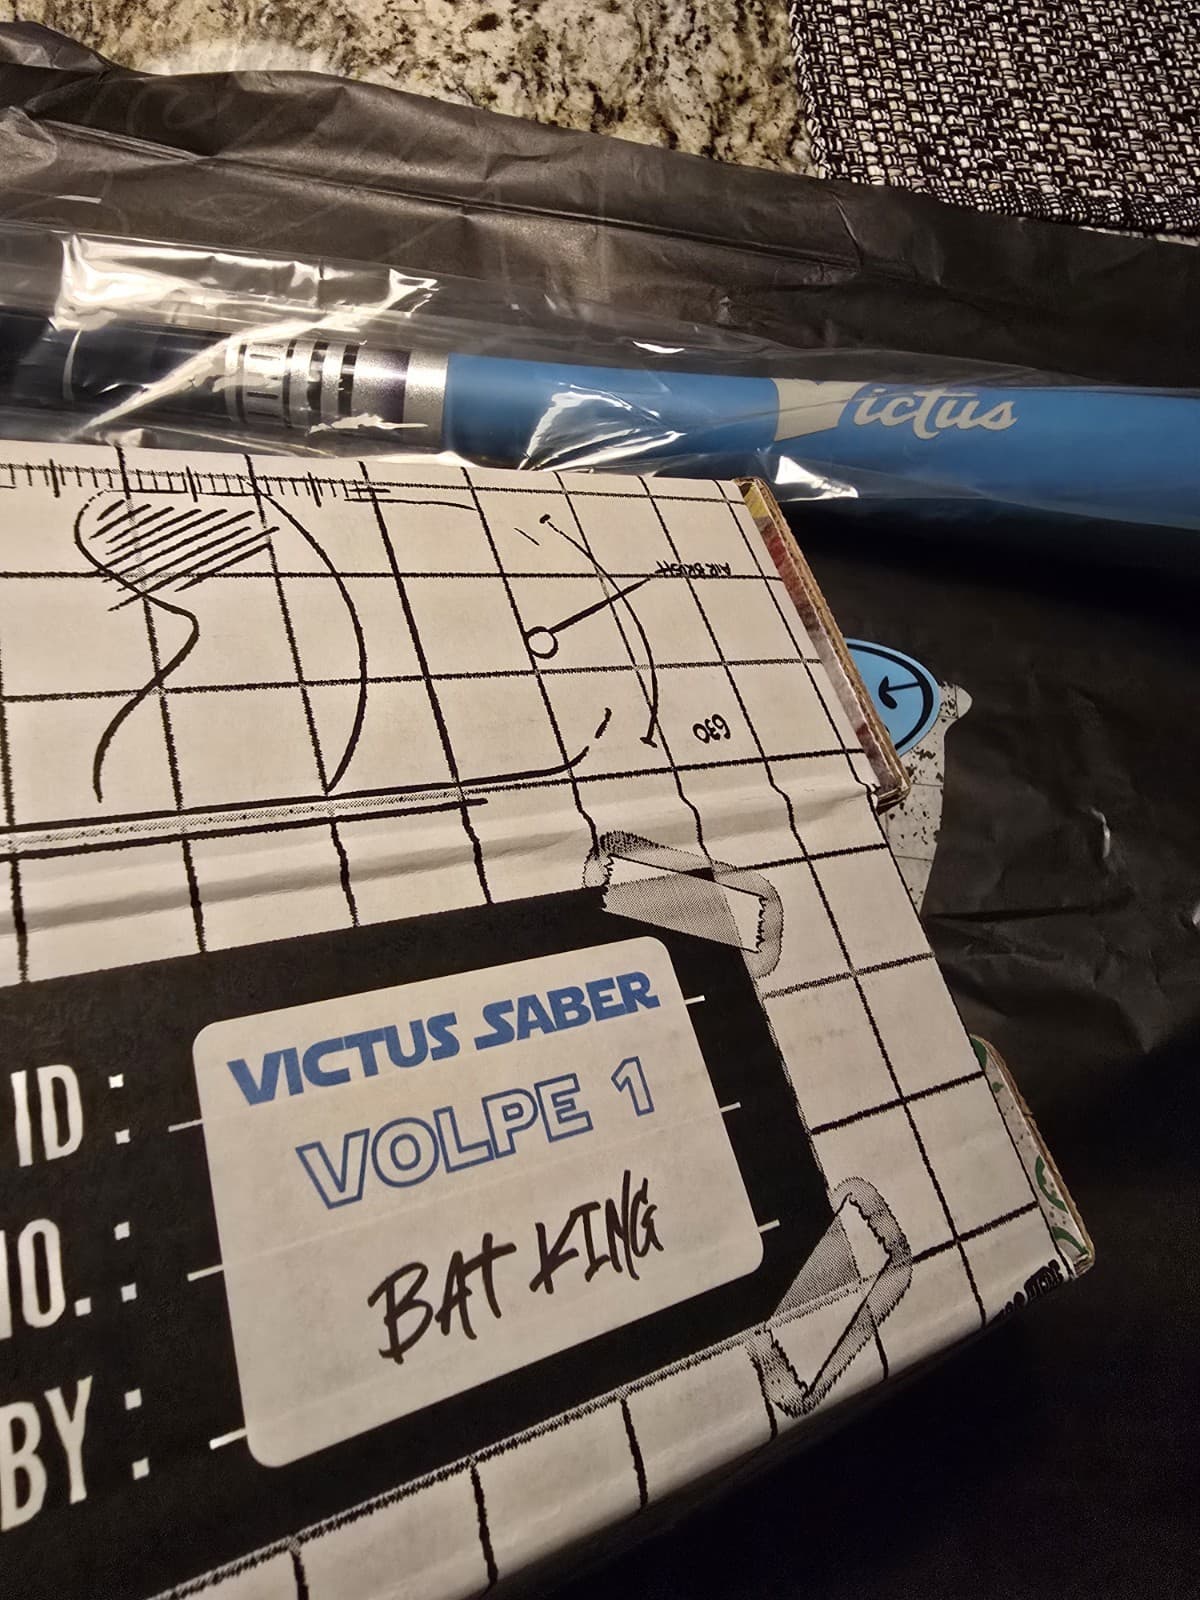 Victus
AIR BRUSH
630
ID:
NO.:
BY:
VICTUS SABER
VOLPE 1
BAT KING